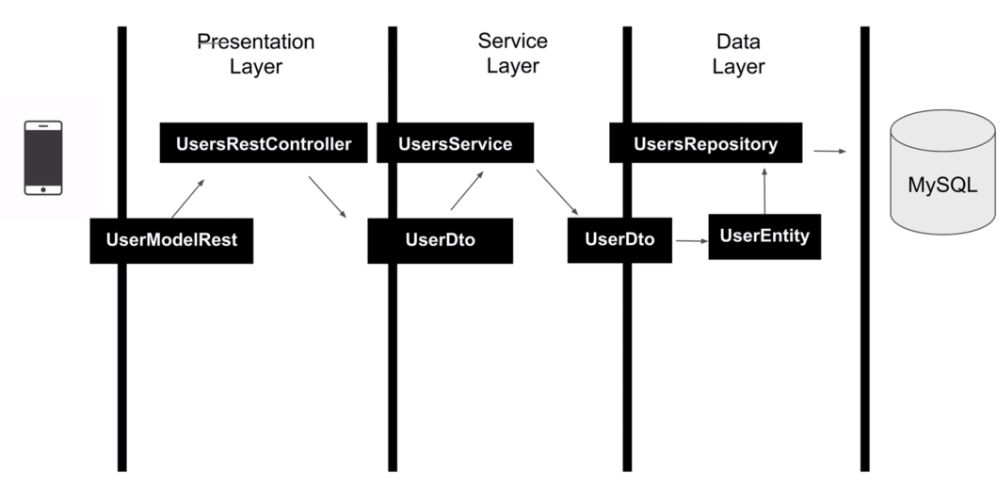 Presentation
Layer
Service
Layer
Data
Layer
UsersRestController
UsersService
UsersRepository
MySQL
UserModelRest
UserDto
UserDto
UserEntity